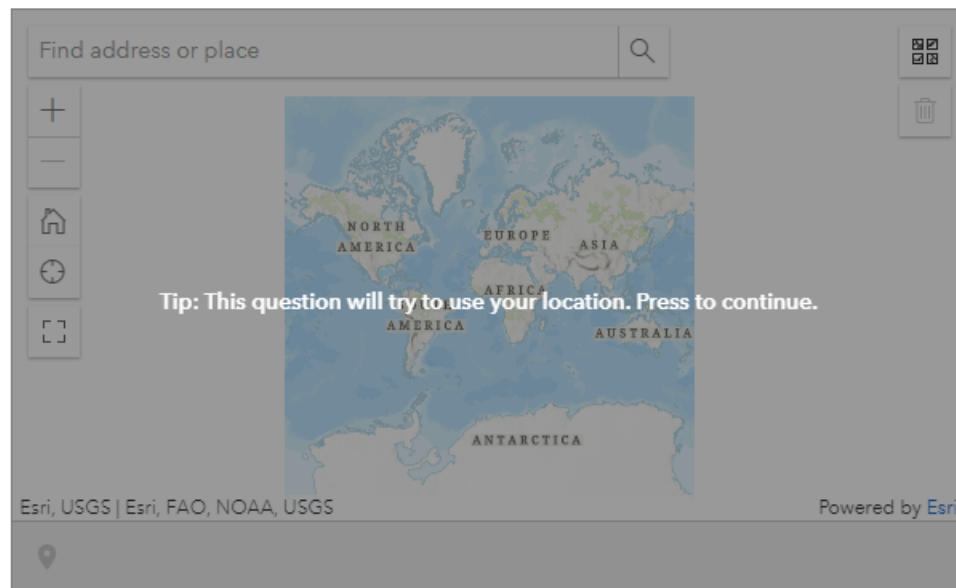 Find address or place
NORTH
AMERICA
EUROPE
ASIA
AFRICA
Tip: This question will try to use your location. Press to continue.
SOUTH
AMERICA
AUSTRALIA
ANTARCTICA
Esri, USGS | Esri, FAO, NOAA, USGS
Powered by Esri